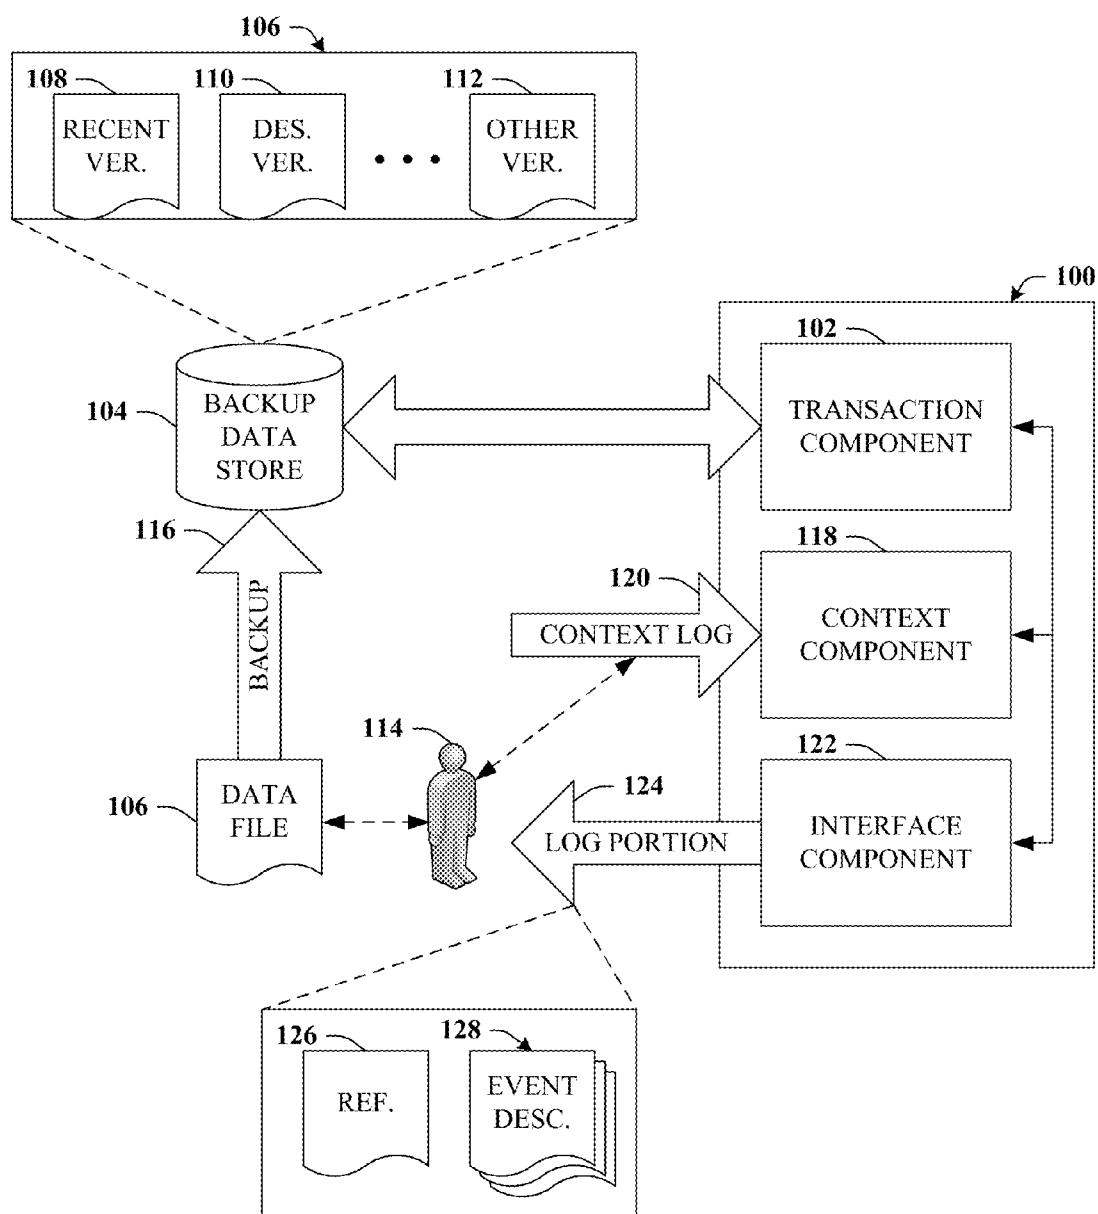 106
108
110
112
RECENT
VER.
DES.
VER.
OTHER
VER.
100
102
TRANSACTION
COMPONENT
104
BACKUP
DATA
STORE
116
BACKUP
118
120
CONTEXT LOG
CONTEXT
COMPONENT
114
122
124
106
DATA
FILE
LOG PORTION
INTERFACE
COMPONENT
126
128
REF.
EVENT
DESC.